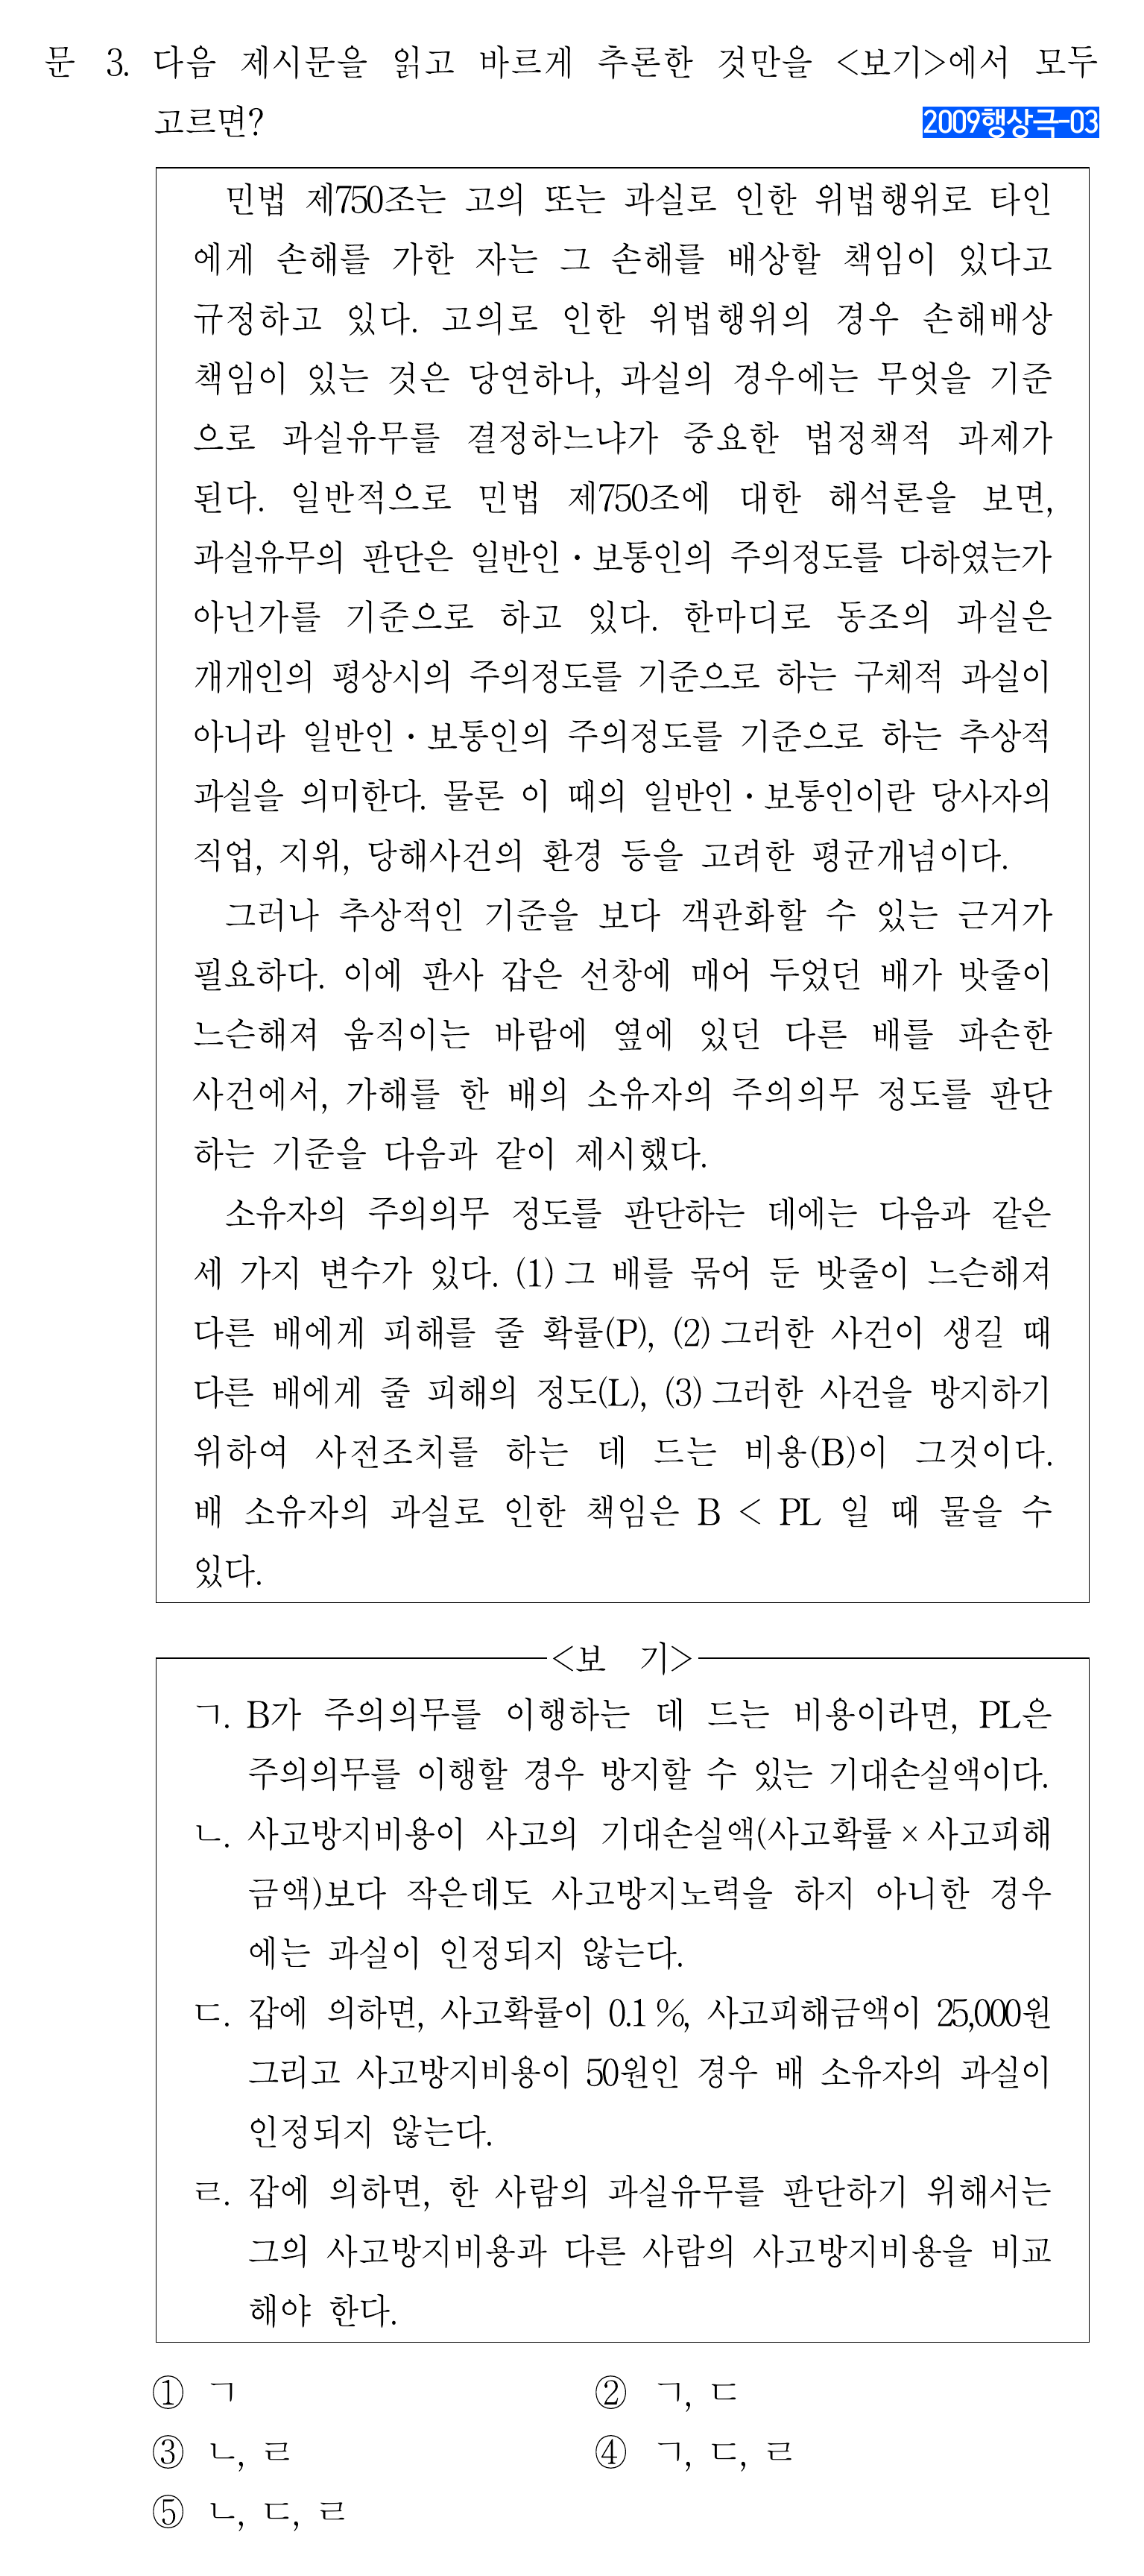 문 3. 다음 제시문을 읽고 바르게 추론한 것만을 <보기>에서 모두
고르면?
2009행상극-03
민법 제750조는 고의 또는 과실로 인한 위법행위로 타인
에게 손해를 가한 자는 그 손해를 배상할 책임이 있다고
규정하고 있다. 고의로 인한 위법행위의 경우 손해배상
책임이 있는 것은 당연하나, 과실의 경우에는 무엇을 기준
으로 과실유무를 결정하느냐가 중요한 법정책적 과제가
된다. 일반적으로 민법 제750조에 대한 해석론을 보면,
과실유무의 판단은 일반인·보통인의 주의정도를 다하였는가
아닌가를 기준으로 하고 있다. 한마디로 동조의 과실은
개개인의 평상시의 주의정도를 기준으로 하는 구체적 과실이
아니라 일반인·보통인의 주의정도를 기준으로 하는 추상적
과실을 의미한다. 물론 이 때의 일반인·보통인이란 당사자의
직업, 지위, 당해사건의 환경 등을 고려한 평균개념이다.
그러나 추상적인 기준을 보다 객관화할 수 있는 근거가
필요하다. 이에 판사 갑은 선창에 매어 두었던 배가 밧줄이
느슨해져 움직이는 바람에 옆에 있던 다른 배를 파손한
사건에서, 가해를 한 배의 소유자의 주의의무 정도를 판단
하는 기준을 다음과 같이 제시했다.
소유자의 주의의무 정도를 판단하는 데에는 다음과 같은
세 가지 변수가 있다. (1) 그 배를 묶어 둔 밧줄이 느슨해져
다른 배에게 피해를 줄 확률(P), (2) 그러한 사건이 생길 때
다른 배에게 줄 피해의 정도(L), (3) 그러한 사건을 방지하기
위하여 사전조치를 하는 데 드는 비용(B)이 그것이다.
배 소유자의 과실로 인한 책임은 B < PL 일 때 물을 수
있다.
<보 기>
ㄱ. B가 주의의무를 이행하는 데 드는 비용이라면, PL은
주의의무를 이행할 경우 방지할 수 있는 기대손실액이다.
ㄴ. 사고방지비용이 사고의 기대손실액(사고확률×사고피해
금액)보다 작은데도 사고방지노력을 하지 아니한 경우
에는 과실이 인정되지 않는다.
ㄷ. 갑에 의하면, 사고확률이 0.1 %, 사고피해금액이 25,000원
그리고 사고방지비용이 50원인 경우 배 소유자의 과실이
인정되지 않는다.
ㄹ. 갑에 의하면, 한 사람의 과실유무를 판단하기 위해서는
그의 사고방지비용과 다른 사람의 사고방지비용을 비교
해야 한다.
① ㄱ ② ㄱ, ㄷ
③ ㄴ, ㄹ ④ ㄱ, ㄷ, ㄹ
⑤ ㄴ, ㄷ, ㄹ